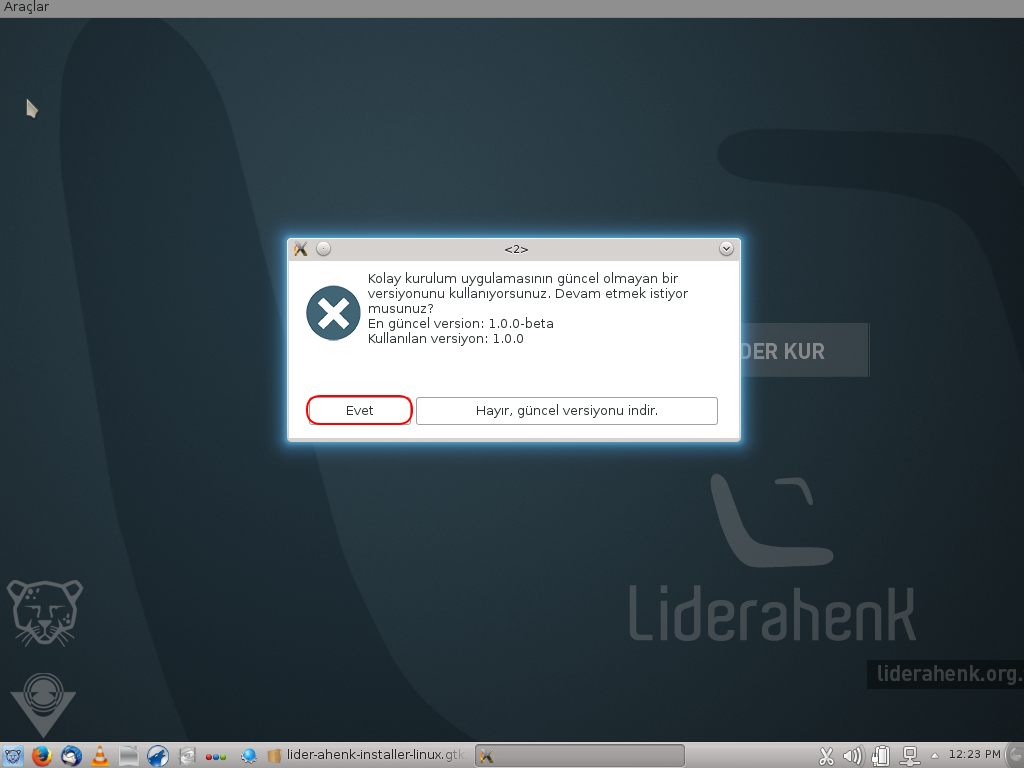 Araçlar
<2>
Kolay kurulum uygulamasının güncel olmayan bir
versiyonunu kullanıyorsunuz. Devam etmek istiyor
musunuz?
En güncel version: 1.0.0-beta
Kullanılan versiyon: 1.0.0
DER KUR
Evet
Hayır, güncel versiyonu indir.
Liderahenk
liderahenk.org.
lider-ahenk-installer-linux.gtk
12:23 PM